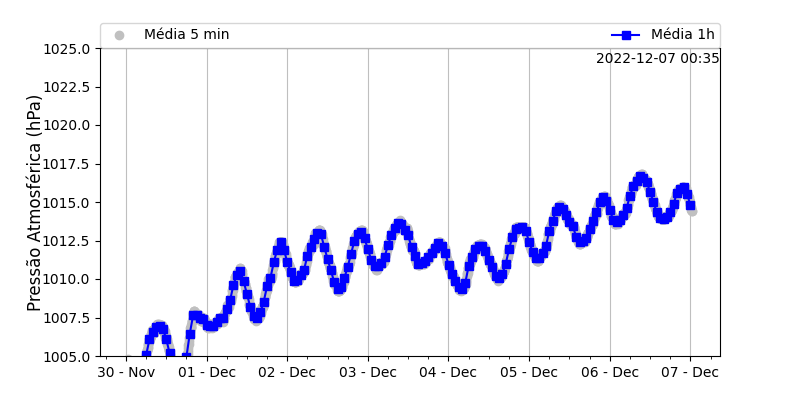 Média 5 min
Média 1h
2022-12-07 00:35
Pressão Atmosférica (hPa)
1025.0
1022.5
1020.0
1017.5
1015.0
1012.5
1010.0
1007.5
1005.0
30 - Nov
01 - Dec
02 - Dec
03 - Dec
04 - Dec
05 - Dec
06 - Dec
07 - Dec